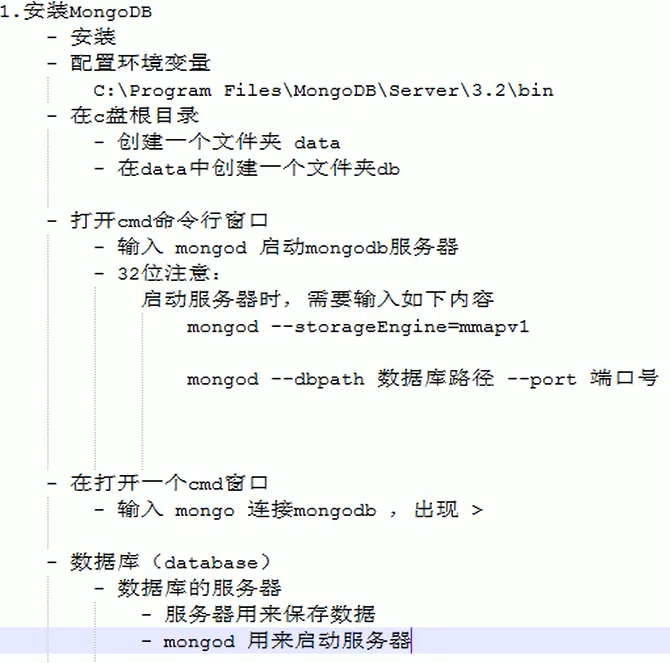 1.安装MongoDB
- 安装
- 配置环境变量
C:\Program Files\MongoDB\Server\3.2\bin
- 在c盘根目录
- 创建一个文件夹 data
- 在data中创建一个文件夹db
- 打开cmd命令行窗口
- 输入 mongod 启动mongodb服务器
- 32位注意：
启动服务器时，需要输入如下内容
mongod --storageEngine=mmapv1
mongod --dbpath 数据库路径 --port 端口号
- 在打开一个cmd窗口
- 输入 mongo 连接mongodb ，出现 >
- 数据库（database）
- 数据库的服务器
- 服务器用来保存数据
- mongod 用来启动服务器